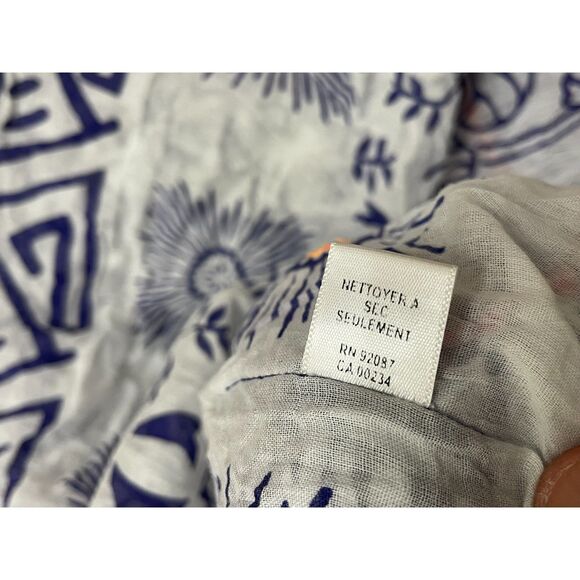 NETTOYER A
SEC
SEULEMENT
RN 92087
CA 00234